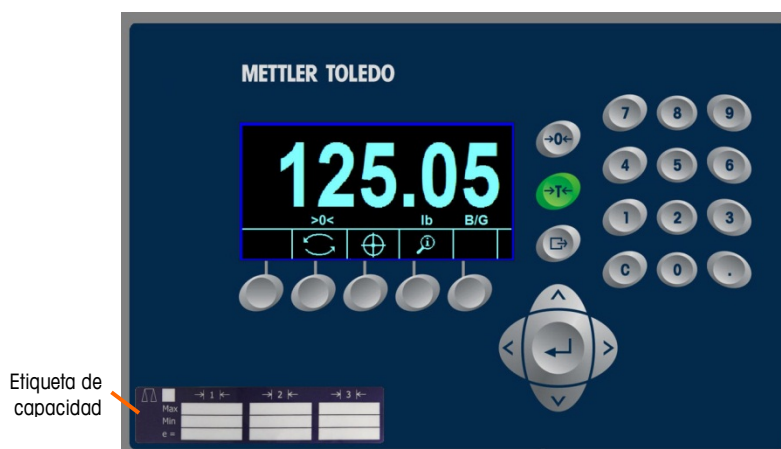 METTLER TOLEDO
7 8 9
→0←
125.05
4 5 6
→T←
>0< lb B/G
1 2 3
C 0 .
Etiqueta de
capacidad
→| 1 |← →| 2 |← →| 3 |←
Max
Min
e =